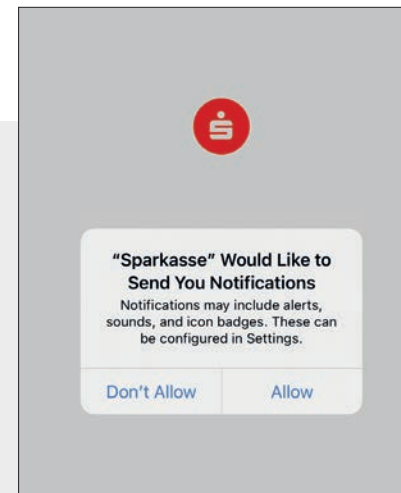 “Sparkasse” Would Like to
Send You Notifications
Notifications may include alerts,
sounds, and icon badges. These can
be configured in Settings.
Don't Allow
Allow